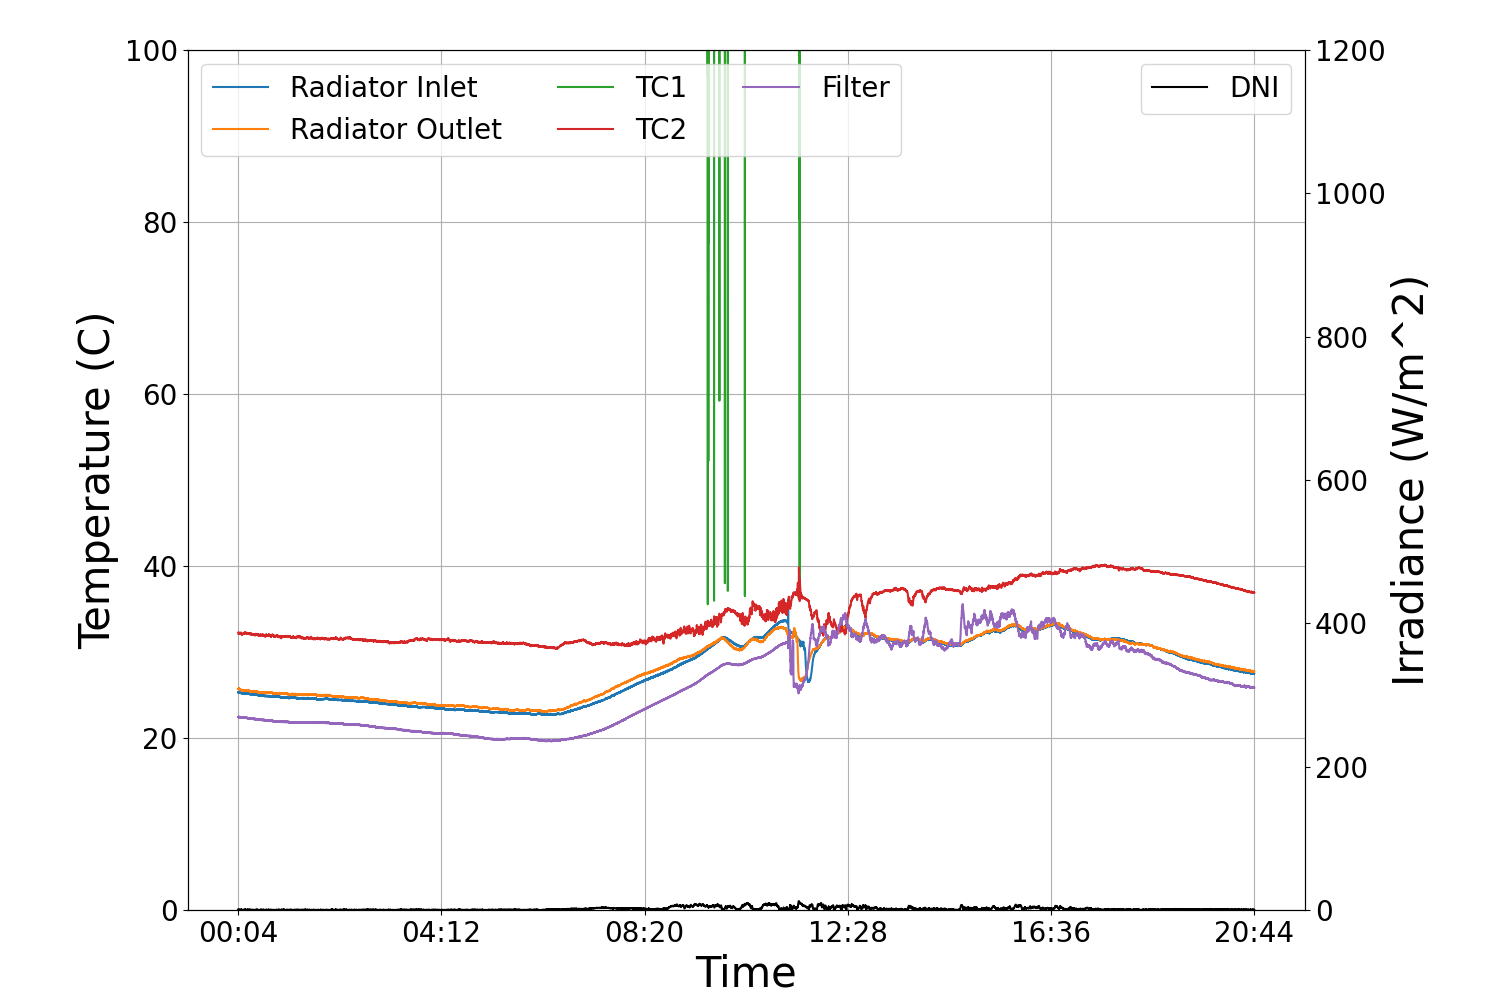 Radiator Inlet
Radiator Outlet
TC1
TC2
Filter
DNI
100
80
60
40
20
0
Temperature (C)
1200
1000
800
600
400
200
0
Irradiance (W/m^2)
00:04 04:12 08:20 12:28 16:36 20:44
Time